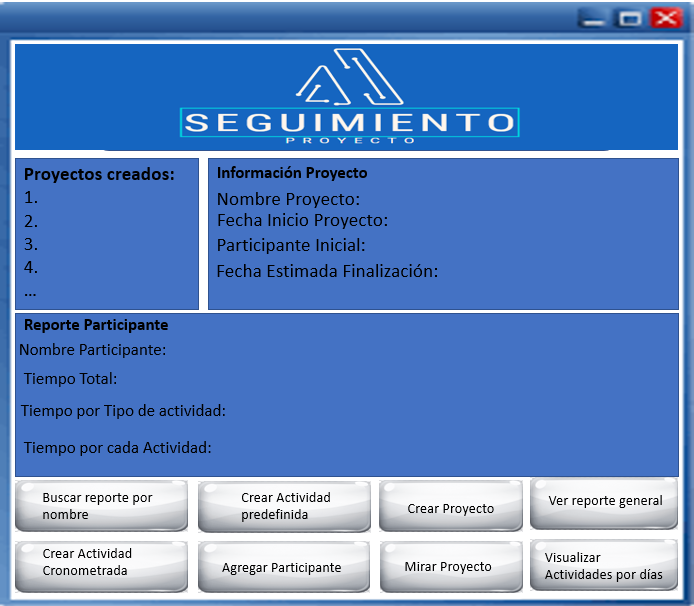 SEGUIMIENTO
PROYECTO
Proyectos creados:
1.
2.
3.
4.
...
Información Proyecto
Nombre Proyecto:
Fecha Inicio Proyecto:
Participante Inicial:
Fecha Estimada Finalización:
Reporte Participante
Nombre Participante:
Tiempo Total:
Tiempo por Tipo de actividad:
Tiempo por cada Actividad:
Buscar reporte por
nombre
Crear Actividad
predefinida
Crear Proyecto
Ver reporte general
Crear Actividad
Cronometrada
Agregar Participante
Mirar Proyecto
Visualizar
Actividades por días